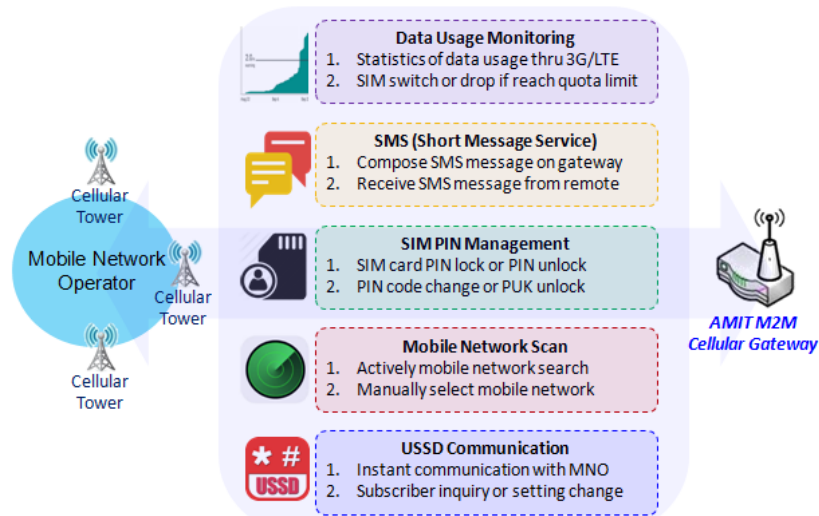 Data Usage Monitoring
1. Statistics of data usage thru 3G/LTE
2. SIM switch or drop if reach quota limit
SMS (Short Message Service)
1. Compose SMS message on gateway
2. Receive SMS message from remote
SIM PIN Management
1. SIM card PIN lock or PIN unlock
2. PIN code change or PUK unlock
Mobile Network Scan
1. Actively mobile network search
2. Manually select mobile network
* #
USSD
USSD Communication
1. Instant communication with MNO
2. Subscriber inquiry or setting change
Cellular
Tower
Mobile Network
Operator
Cellular
Tower
Cellular
Tower
AMIT M2M
Cellular Gateway